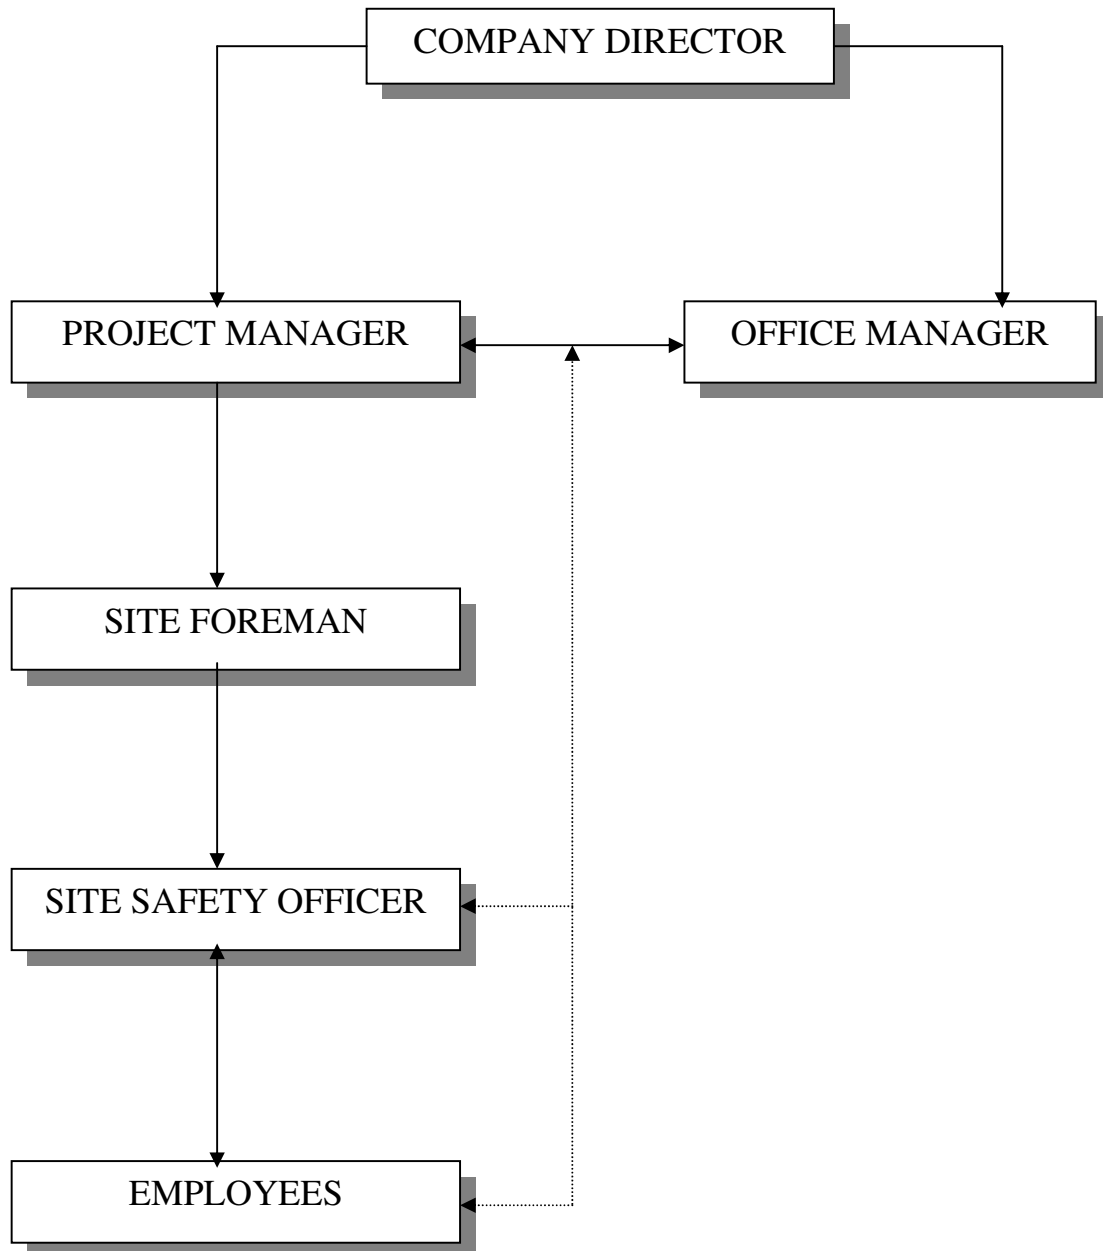 COMPANY DIRECTOR
PROJECT MANAGER
OFFICE MANAGER
SITE FOREMAN
SITE SAFETY OFFICER
EMPLOYEES